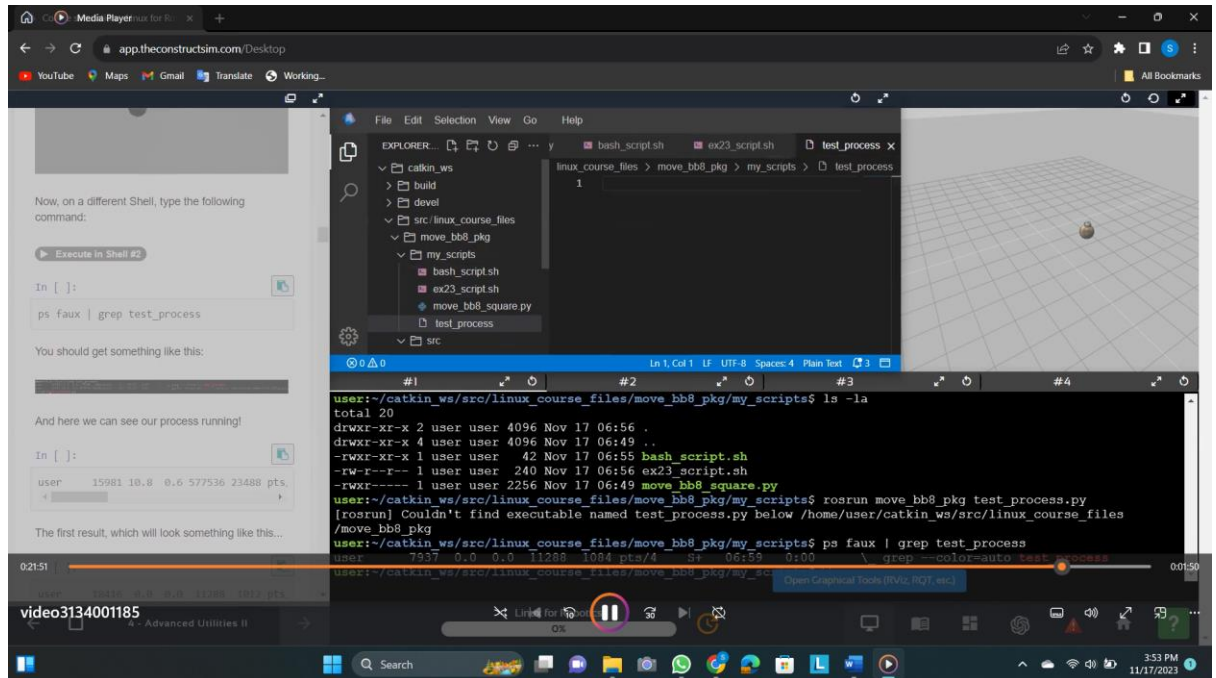 Media Player
app.theconstructsim.com/Desktop
YouTube Maps Gmail Translate Working...
All Bookmarks
File Edit Selection View Go Help
EXPLORER...
bash_script.sh ex23_script.sh test_process
linux_course_files > move_bb8_pkg > my_scripts > test_process
1
catkin_ws
build
devel
src/linux_course_files
move_bb8_pkg
my_scripts
bash_script.sh
ex23_script.sh
move_bb8_square.py
test_process
src
0 0 Ln 1, Col 1 LF UTF-8 Spaces: 4 Plain Text 3
Now, on a different Shell, type the following
command:
Execute in Shell #2
In [ ]:
ps faux | grep test_process
You should get something like this:
And here we can see our process running!
In [ ]:
user 15981 10.8 0.6 577536 23488 pts,
The first result, which will look something like this...
#1 #2 #3 #4
user:~/catkin_ws/src/linux_course_files/move_bb8_pkg/my_scripts$ ls -la
total 20
drwxr-xr-x 2 user user 4096 Nov 17 06:56 .
drwxr-xr-x 4 user user 4096 Nov 17 06:49 ..
-rwxr-xr-x 1 user user 42 Nov 17 06:55 bash_script.sh
-rw-r--r-- 1 user user 240 Nov 17 06:56 ex23_script.sh
-rwxr----- 1 user user 2256 Nov 17 06:49 move_bb8_square.py
user:~/catkin_ws/src/linux_course_files/move_bb8_pkg/my_scripts$ rosrun move_bb8_pkg test_process.py
[rosrun] Couldn't find executable named test_process.py below /home/user/catkin_ws/src/linux_course_files
/move_bb8_pkg
user:~/catkin_ws/src/linux_course_files/move_bb8_pkg/my_scripts$ ps faux | grep test_process
user 7937 0.0 0.0 11288 1084 pts/4 S+ 06:59 0:00 \_ grep --color=auto test_process
user:~/catkin_ws/src/linux_course_files/move_bb8_pkg/my_sc
Open Graphical Tools (RViz, RQT, etc.)
0:21:51 0:01:50
video3134001185
4 - Advanced Utilities II
0%
10 30
Search
3:53 PM
11/17/2023